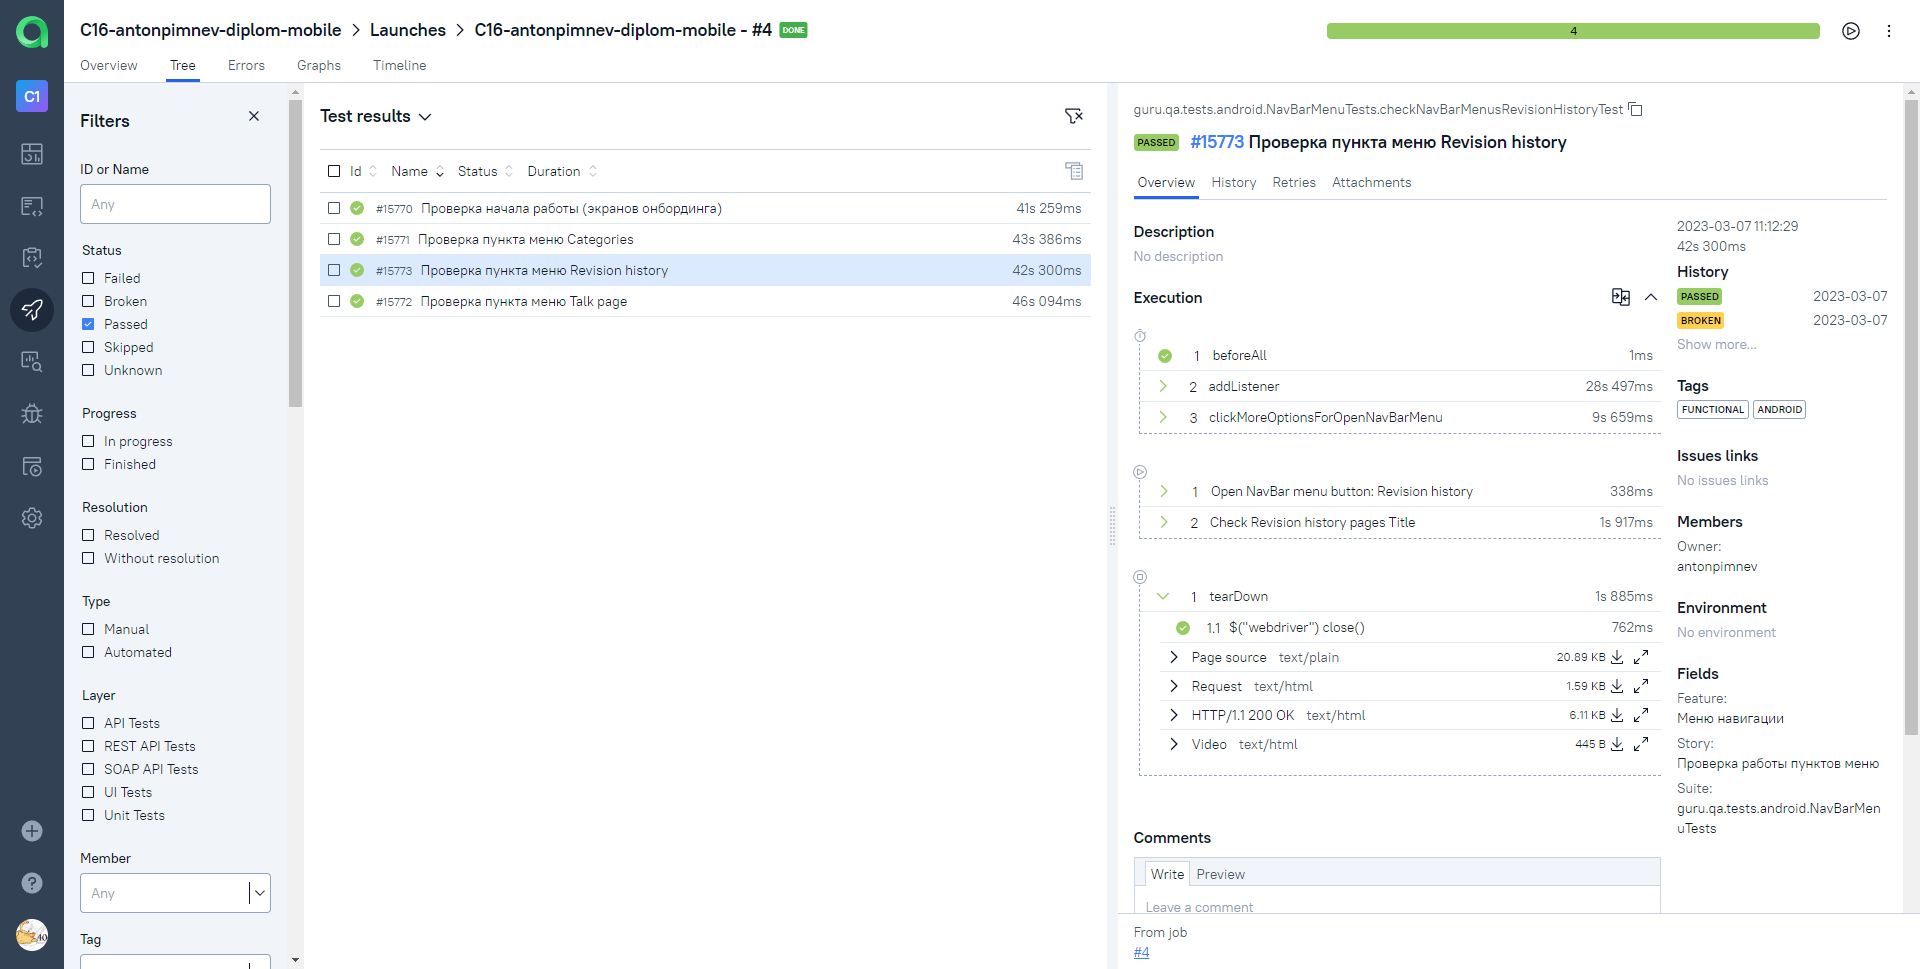 C16-antonpimnev-diplom-mobile > Launches > C16-antonpimnev-diplom-mobile - #4 DONE
4
Overview Tree Errors Graphs Timeline
C1
Filters
ID or Name
Any
Status
Failed
Broken
Passed
Skipped
Unknown
Progress
In progress
Finished
Resolution
Resolved
Without resolution
Type
Manual
Automated
Layer
API Tests
REST API Tests
SOAP API Tests
UI Tests
Unit Tests
Member
Any
Tag
Test results
Id Name Status Duration
#15770 Проверка начала работы (экранов онбординга) 41s 259ms
#15771 Проверка пункта меню Categories 43s 386ms
#15773 Проверка пункта меню Revision history 42s 300ms
#15772 Проверка пункта меню Talk page 46s 094ms
guru.qa.tests.android.NavBarMenuTests.checkNavBarMenusRevisionHistoryTest
PASSED #15773 Проверка пункта меню Revision history
Overview History Retries Attachments
Description
No description
Execution
1 beforeAll 1ms
2 addListener 28s 497ms
3 clickMoreOptionsForOpenNavBarMenu 9s 659ms
1 Open NavBar menu button: Revision history 338ms
2 Check Revision history pages Title 1s 917ms
1 tearDown 1s 885ms
1.1 $("webdriver") close() 762ms
Page source text/plain 20.89 KB
Request text/html 1.59 KB
HTTP/1.1 200 OK text/html 6.11 KB
Video text/html 445 B
Comments
Write Preview
Leave a comment
From job
#4
2023-03-07 11:12:29
42s 300ms
History
PASSED 2023-03-07
BROKEN 2023-03-07
Show more...
Tags
FUNCTIONAL ANDROID
Issues links
No issues links
Members
Owner:
antonpimnev
Environment
No environment
Fields
Feature:
Меню навигации
Story:
Проверка работы пунктов меню
Suite:
guru.qa.tests.android.NavBarMen
uTests